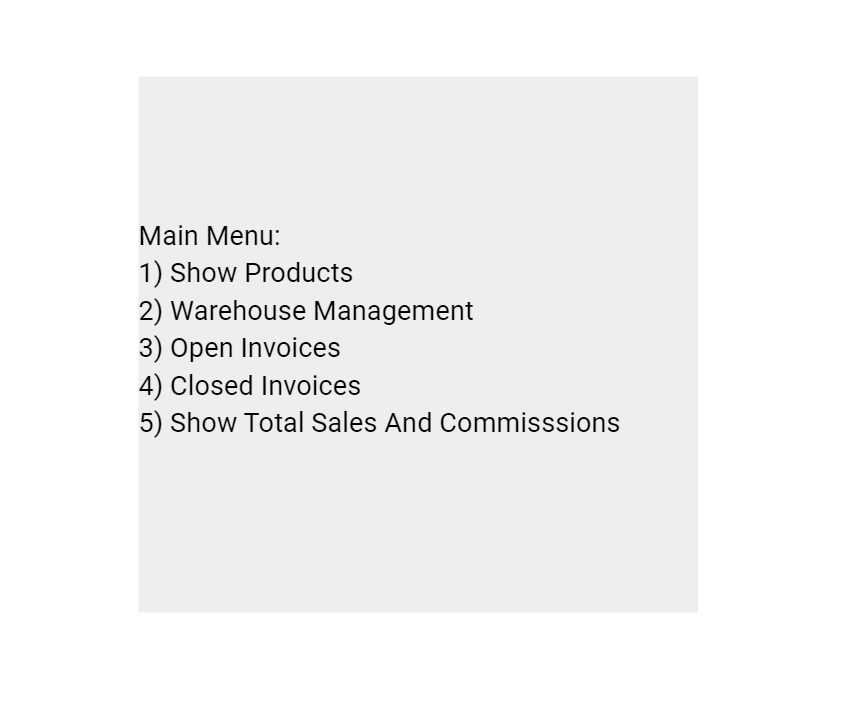 Main Menu:
1) Show Products
2) Warehouse Management
3) Open Invoices
4) Closed Invoices
5) Show Total Sales And Commisssions